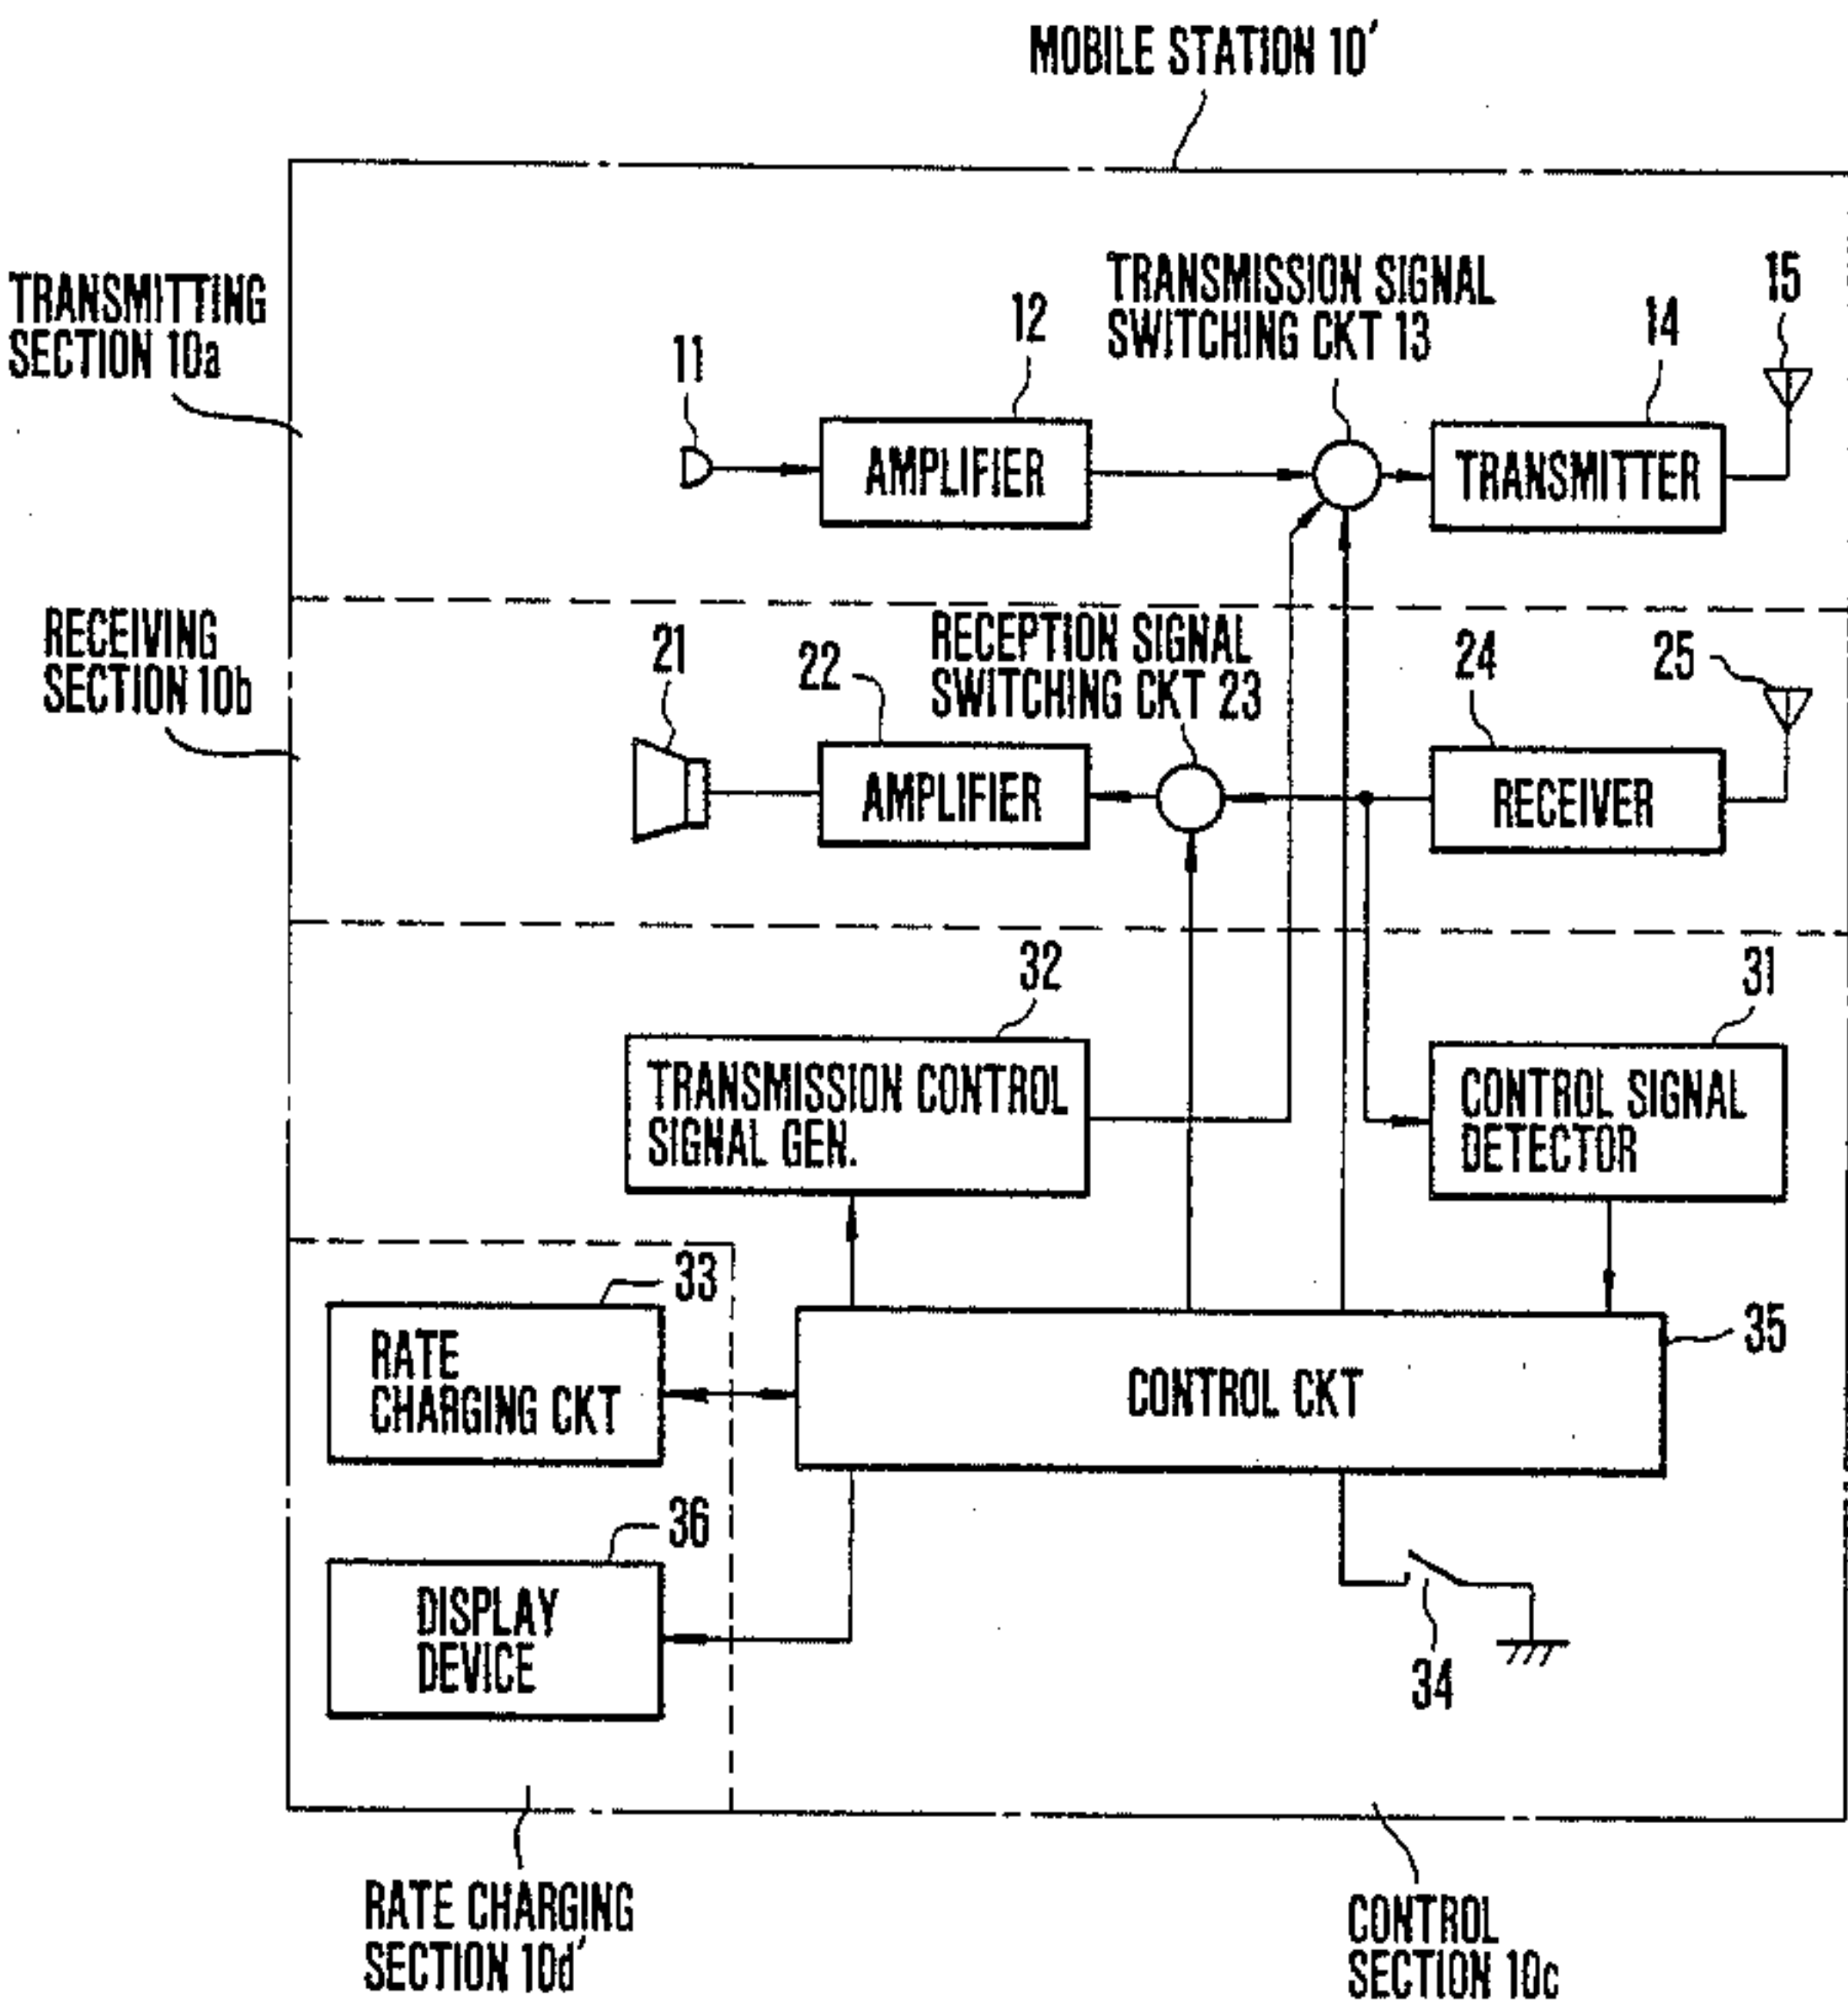 MOBILE STATION 10'
TRANSMITTING
SECTION 10a
TRANSMISSION SIGNAL
SWITCHING CKT 13
11
12
14
15
AMPLIFIER
TRANSMITTER
RECEIVING
SECTION 10b
21
22
RECEPTION SIGNAL
SWITCHING CKT 23
24
25
AMPLIFIER
RECEIVER
32
31
TRANSMISSION CONTROL
SIGNAL GEN.
CONTROL SIGNAL
DETECTOR
33
35
RATE
CHARGING CKT
CONTROL CKT
36
DISPLAY
DEVICE
34
RATE CHARGING
SECTION 10d'
CONTROL
SECTION 10c